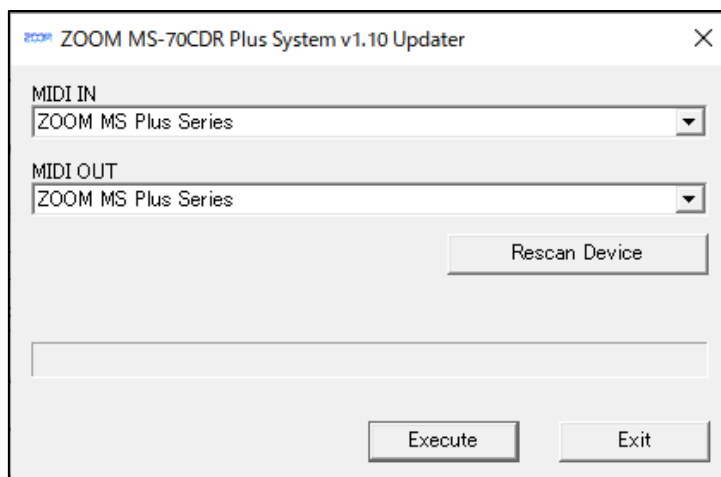 ZOOM ZOOM MS-70CDR Plus System v1.10 Updater
MIDI IN
ZOOM MS Plus Series
MIDI OUT
ZOOM MS Plus Series
Rescan Device
Execute Exit